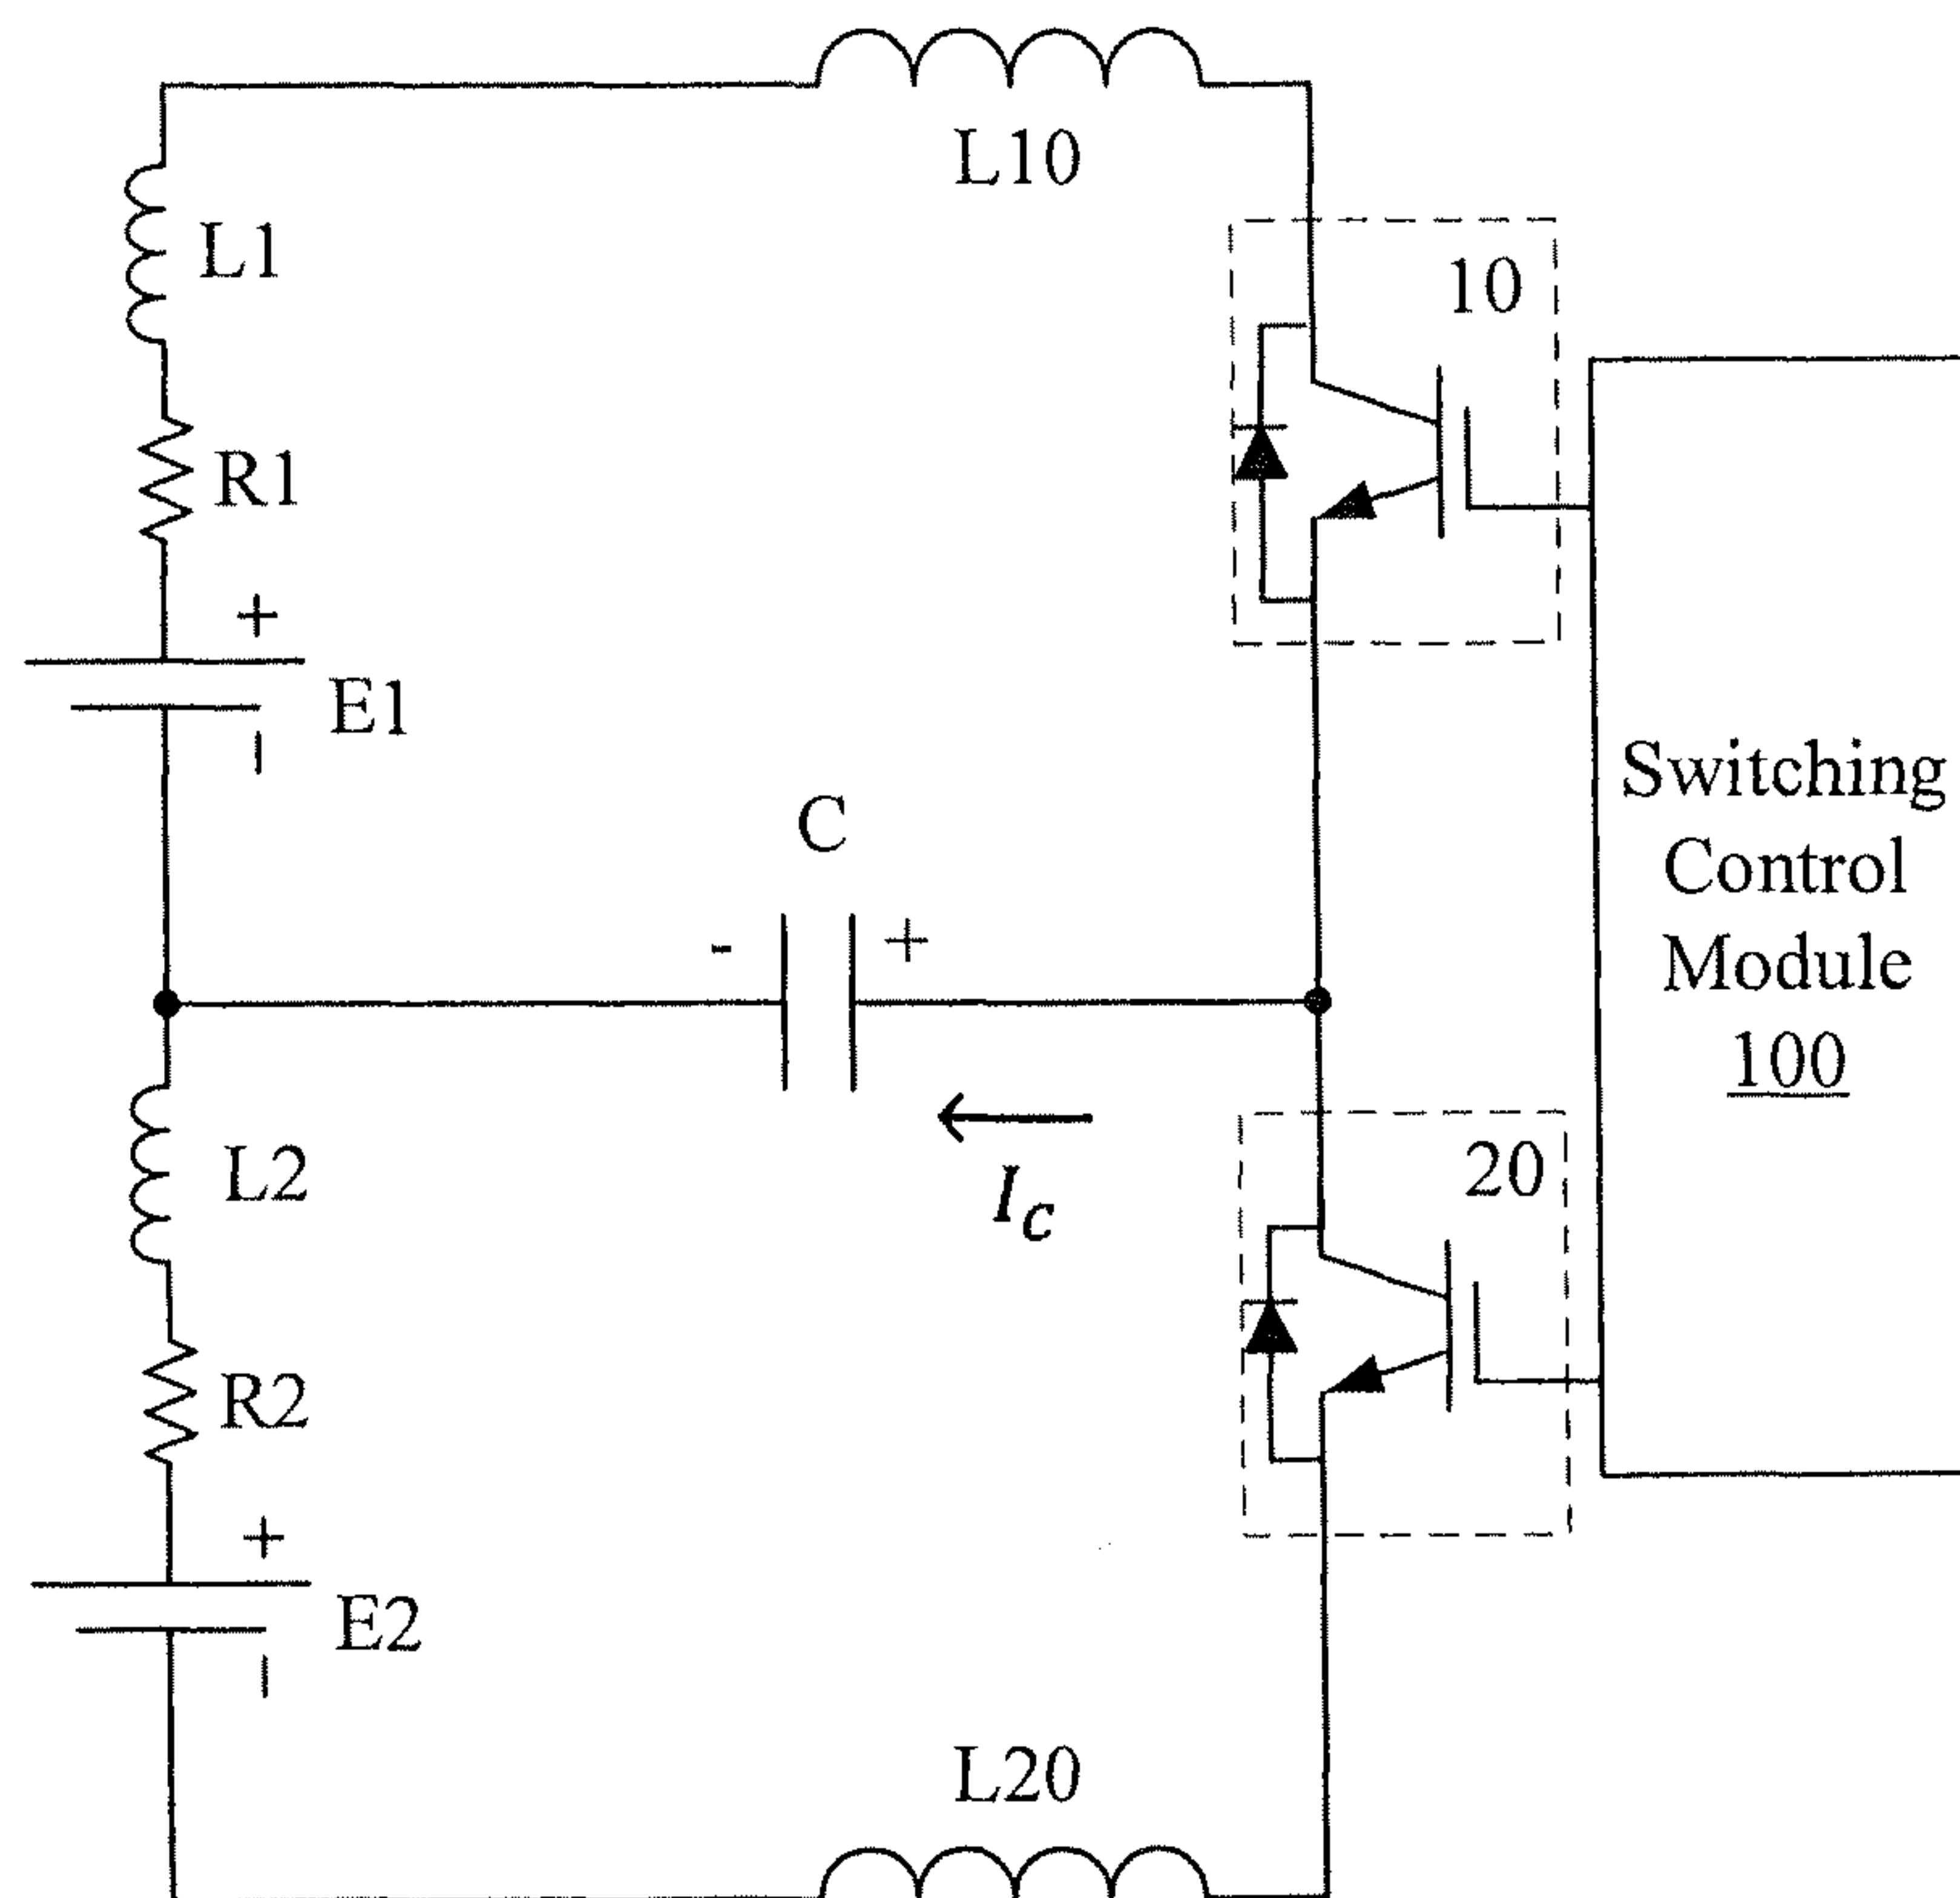 L10
L1
10
R1
+
E1
-
Switching
Control
Module
100
C
-
+
I_c
L2
20
R2
+
E2
-
L20